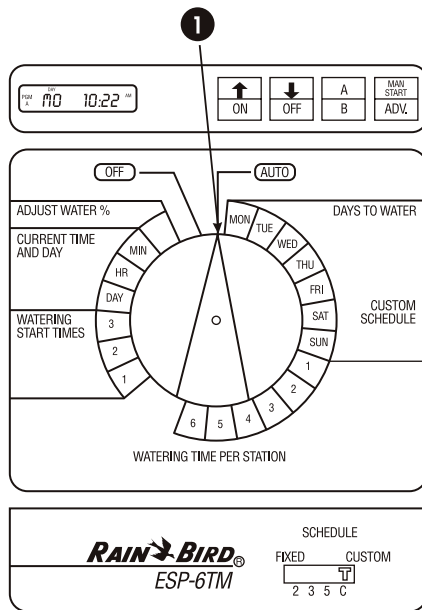 1
PGM
A
DAY
MO
10:22
AM
ON
OFF
A
B
MAN
START
ADV.
OFF
AUTO
ADJUST WATER %
CURRENT TIME
AND DAY
WATERING
START TIMES
MIN
HR
DAY
3
2
1
DAYS TO WATER
CUSTOM
SCHEDULE
MON
TUE
WED
THU
FRI
SAT
SUN
1
2
3
4
5
6
WATERING TIME PER STATION
RAIN BIRD®
ESP-6TM
SCHEDULE
FIXED CUSTOM
2 3 5 C